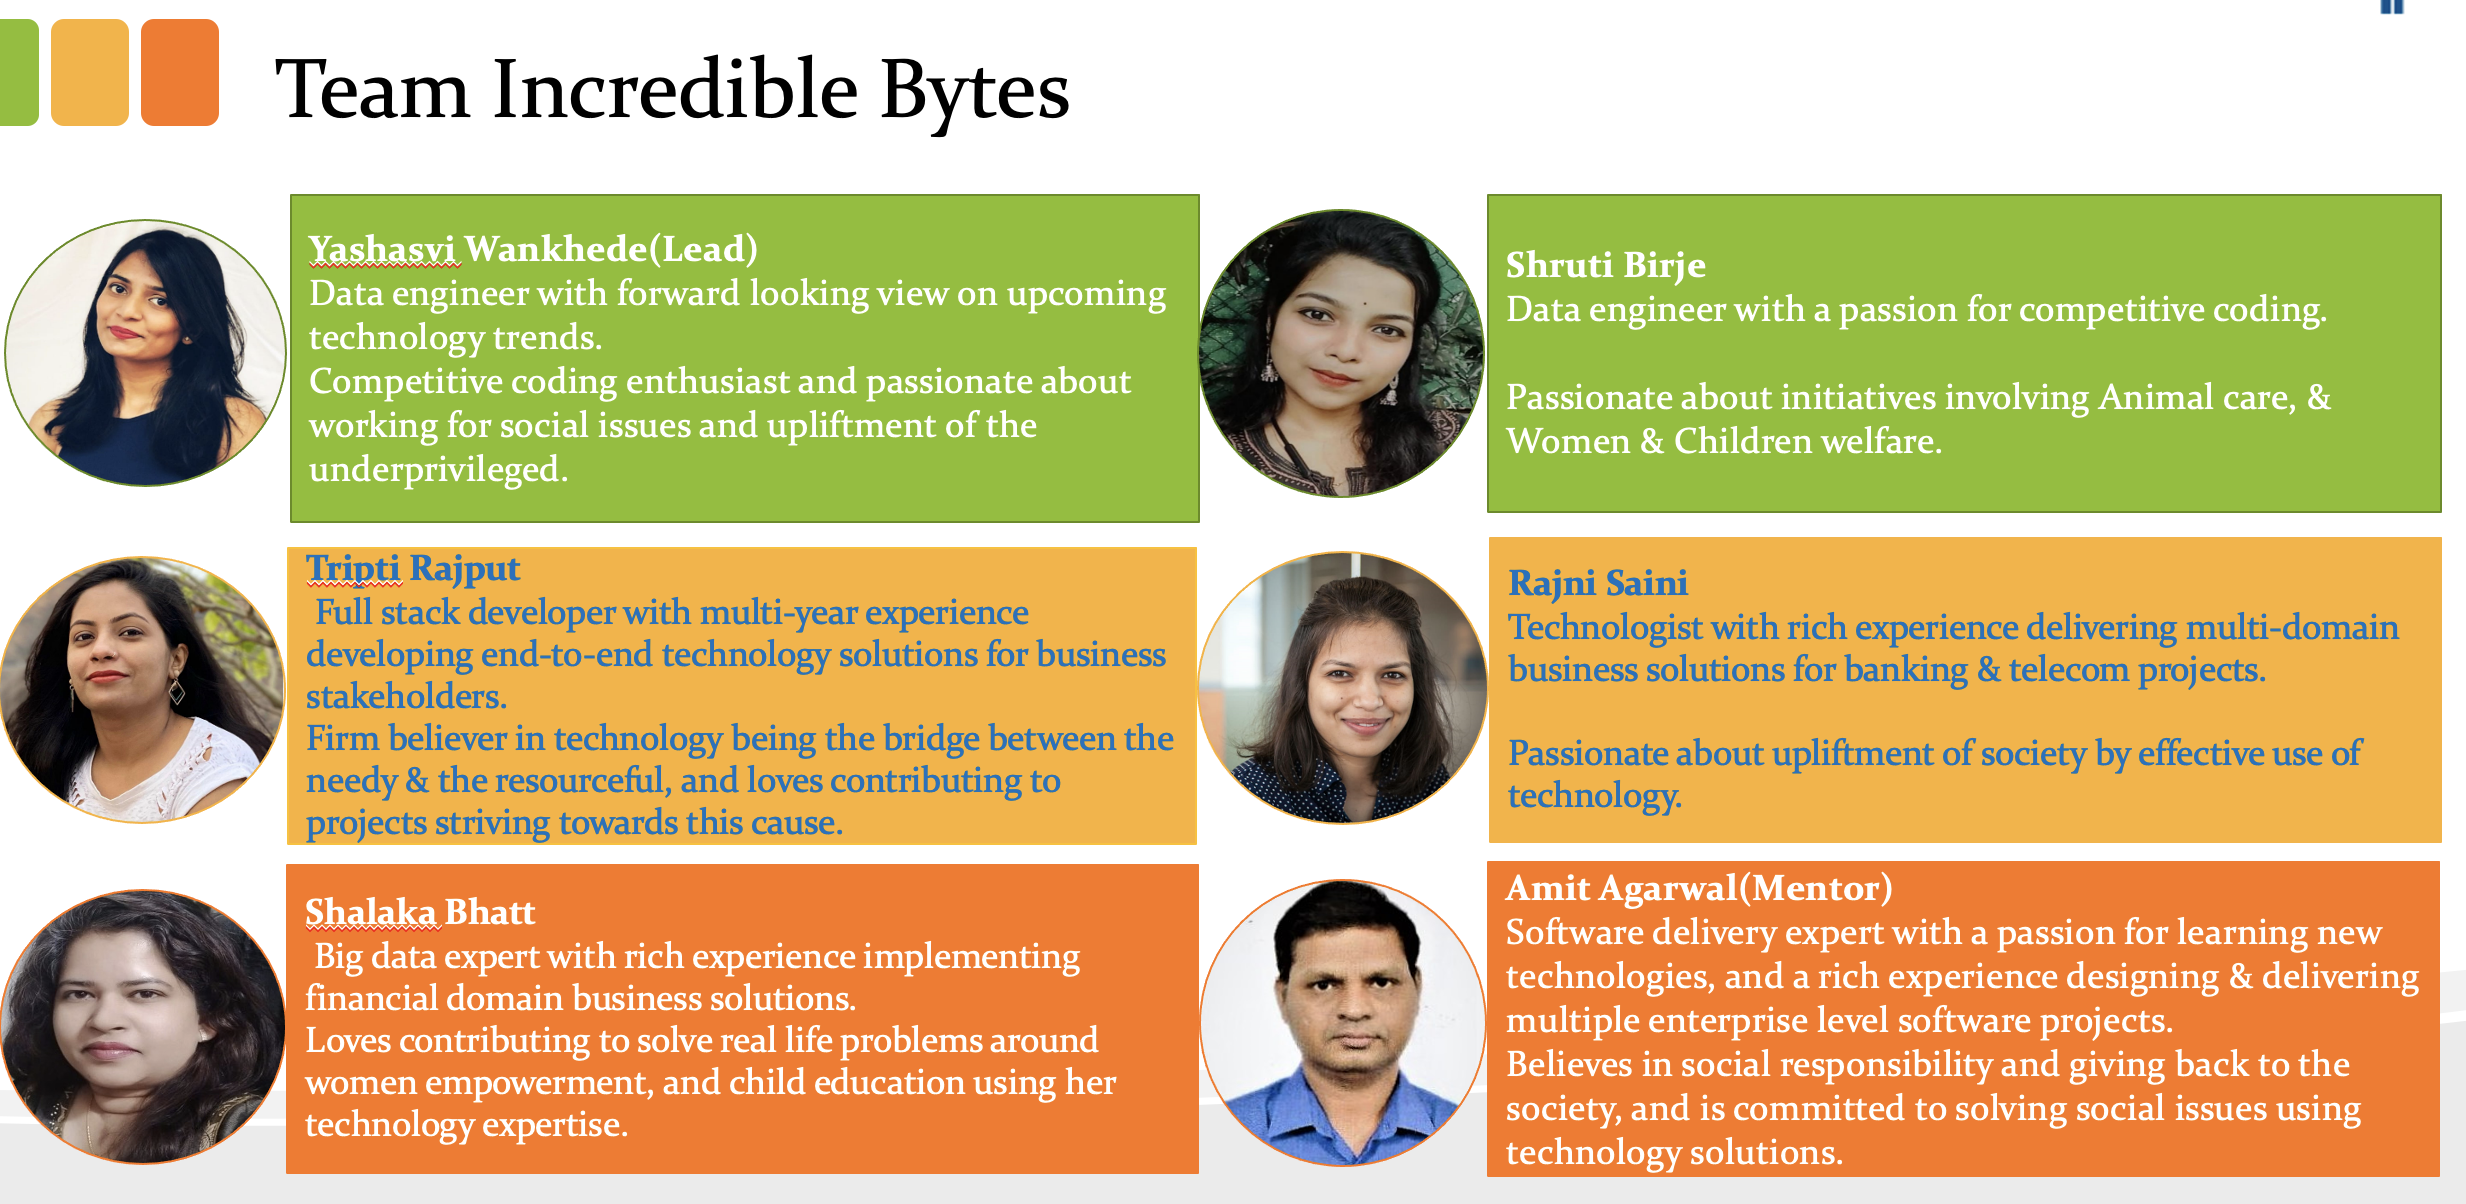 Team Incredible Bytes
Yashasvi Wankhede(Lead)
Data engineer with forward looking view on upcoming
technology trends.
Competitive coding enthusiast and passionate about
working for social issues and upliftment of the
underprivileged.
Shruti Birje
Data engineer with a passion for competitive coding.
Passionate about initiatives involving Animal care, &
Women & Children welfare.
Tripti Rajput
Full stack developer with multi-year experience
developing end-to-end technology solutions for business
stakeholders.
Firm believer in technology being the bridge between the
needy & the resourceful, and loves contributing to
projects striving towards this cause.
Rajni Saini
Technologist with rich experience delivering multi-domain
business solutions for banking & telecom projects.
Passionate about upliftment of society by effective use of
technology.
Shalaka Bhatt
Big data expert with rich experience implementing
financial domain business solutions.
Loves contributing to solve real life problems around
women empowerment, and child education using her
technology expertise.
Amit Agarwal(Mentor)
Software delivery expert with a passion for learning new
technologies, and a rich experience designing & delivering
multiple enterprise level software projects.
Believes in social responsibility and giving back to the
society, and is committed to solving social issues using
technology solutions.